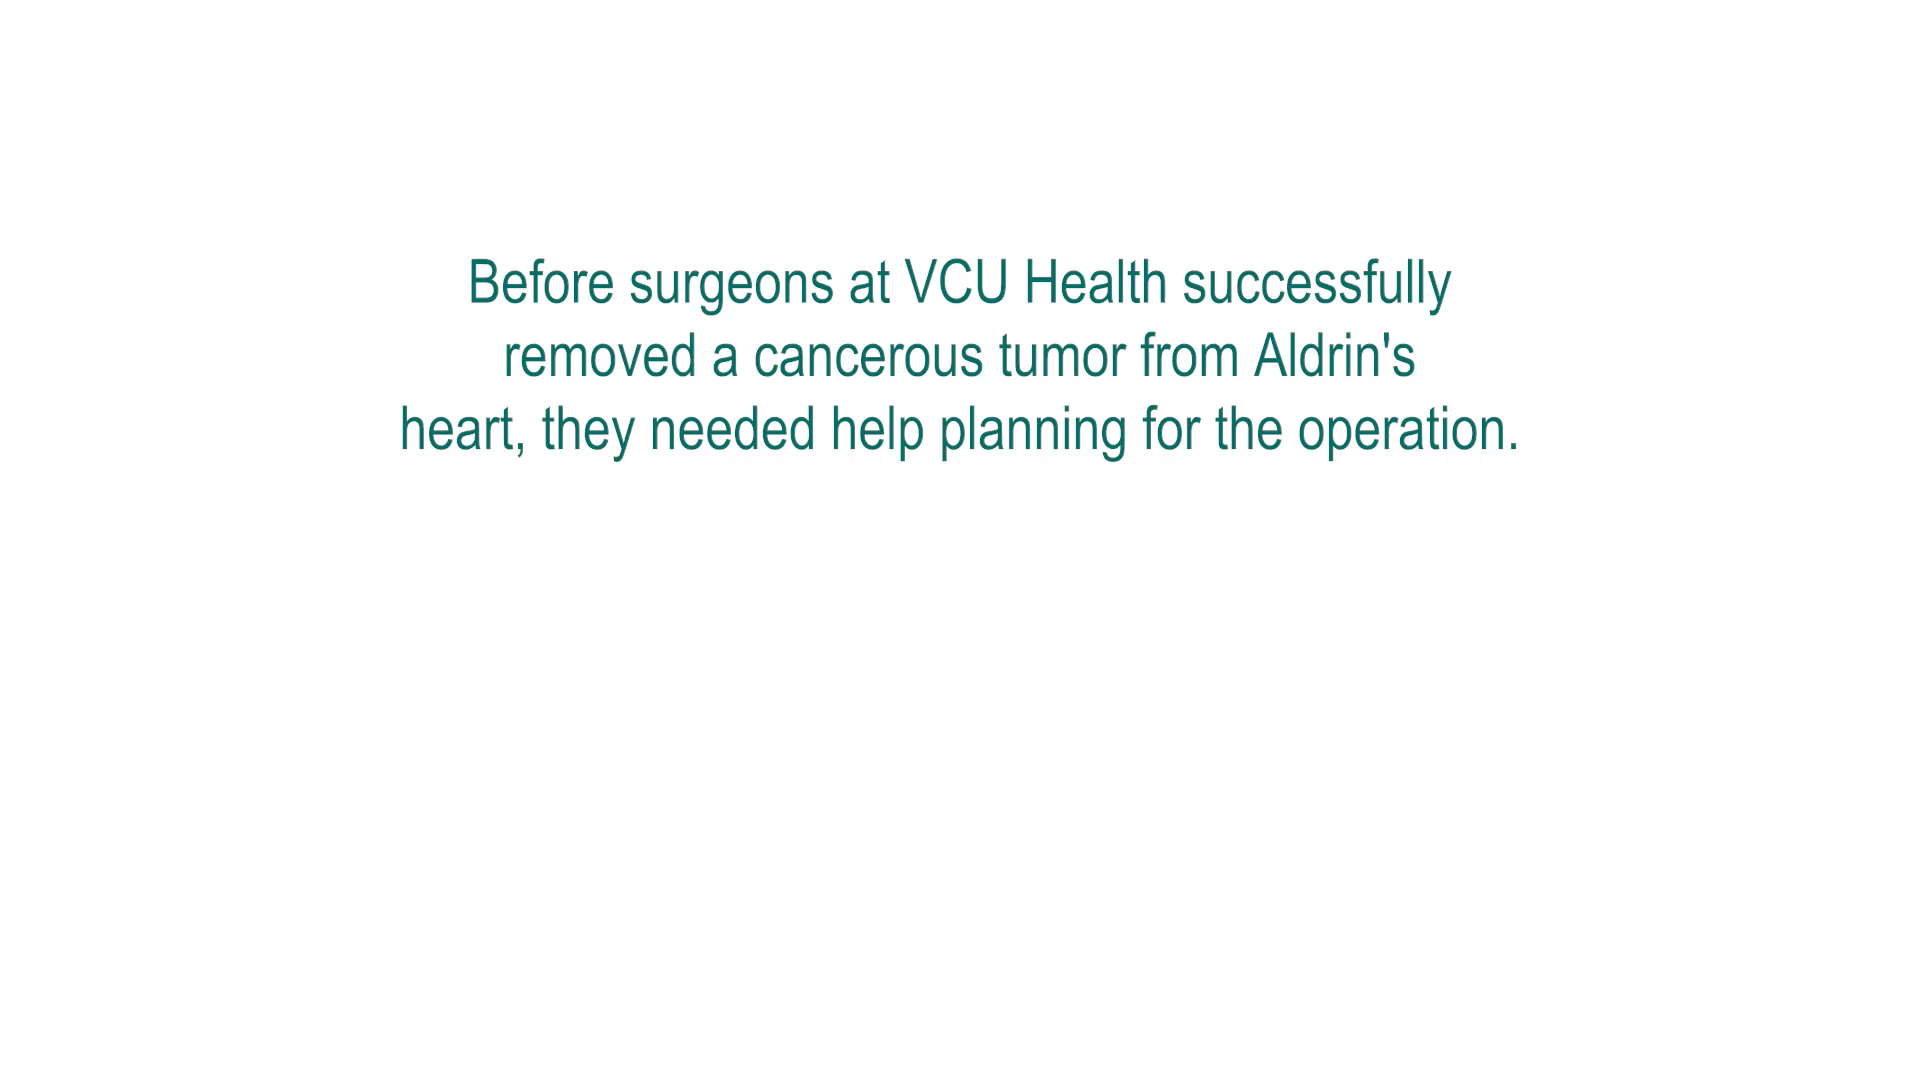 Before surgeons at VCU Health successfully
removed a cancerous tumor from Aldrin's
heart, they needed help planning for the operation.